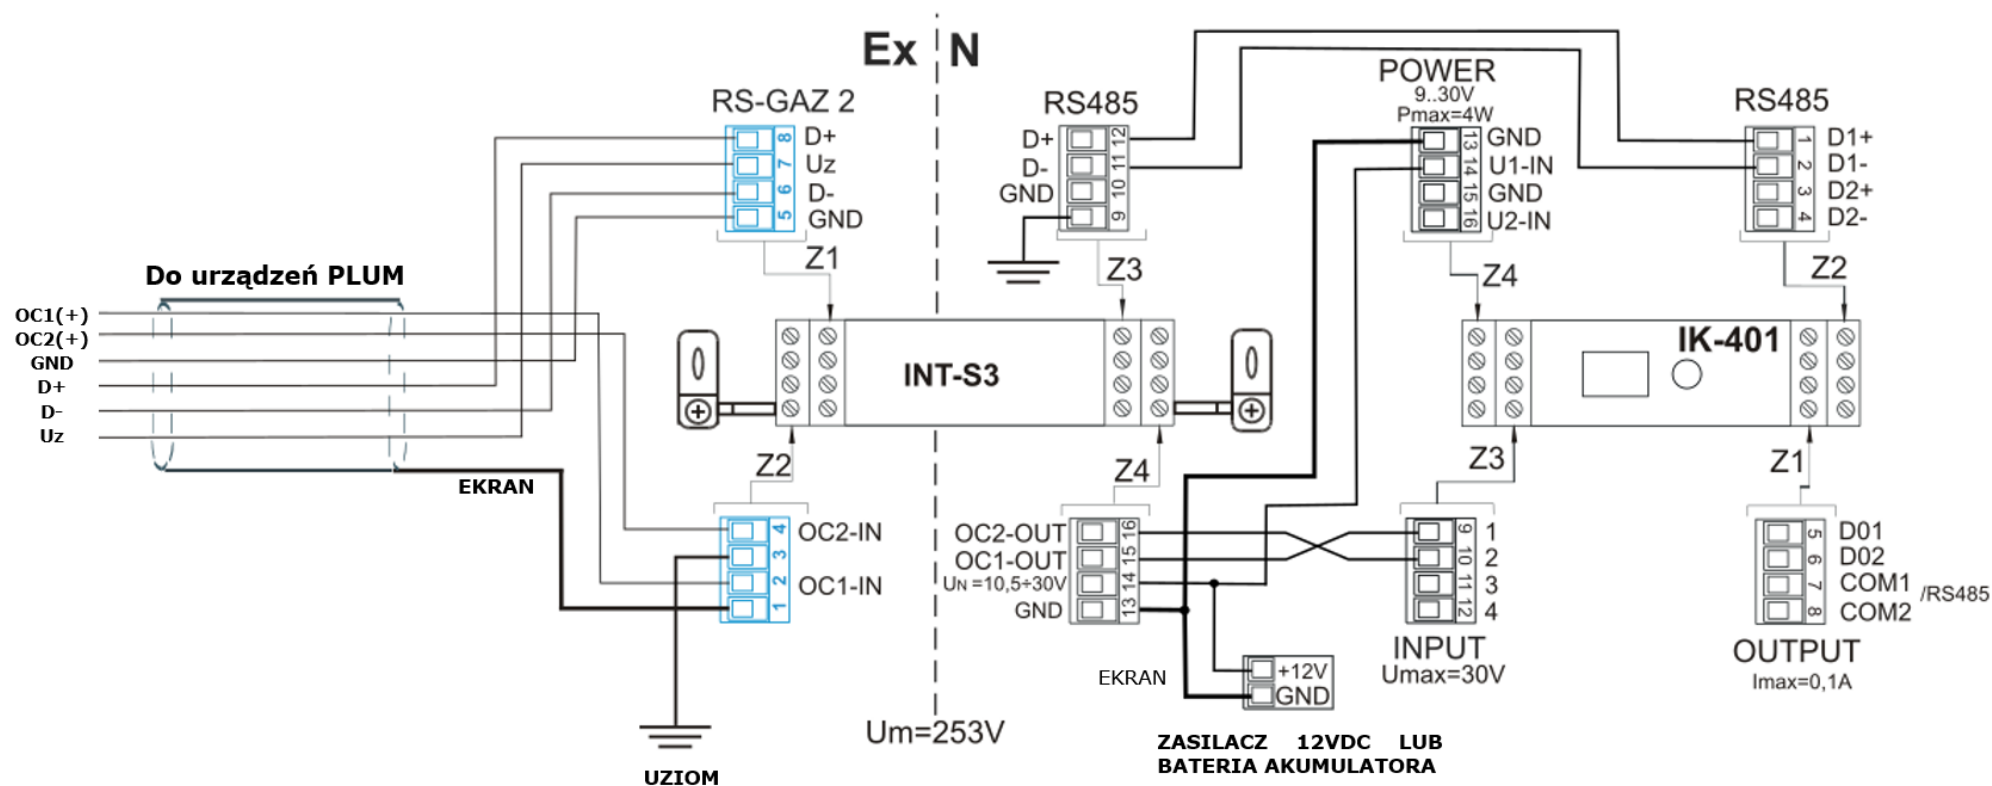 Ex N
RS-GAZ 2
8 D+
7 Uz
6 D-
5 GND
Z1
RS485
D+ 12
D- 11
GND 10
9
Z3
POWER
9..30V
Pmax=4W
13 GND
14 U1-IN
15 GND
16 U2-IN
Z4
RS485
1 D1+
2 D1-
3 D2+
4 D2-
Z2
Do urządzeń PLUM
OC1(+)
OC2(+)
GND
D+
D-
Uz
EKRAN
INT-S3
IK-401
Z2
4 OC2-IN
3
2 OC1-IN
1
UZIOM
Z4
OC2-OUT 16
OC1-OUT 15
UN =10,5÷30V 14
GND 13
Z3
9 1
10 2
11 3
12 4
INPUT
Umax=30V
Z1
5 D01
6 D02
7 COM1
8 COM2
/RS485
OUTPUT
Imax=0,1A
EKRAN
+12V
GND
Um=253V
ZASILACZ 12VDC LUB
BATERIA AKUMULATORA